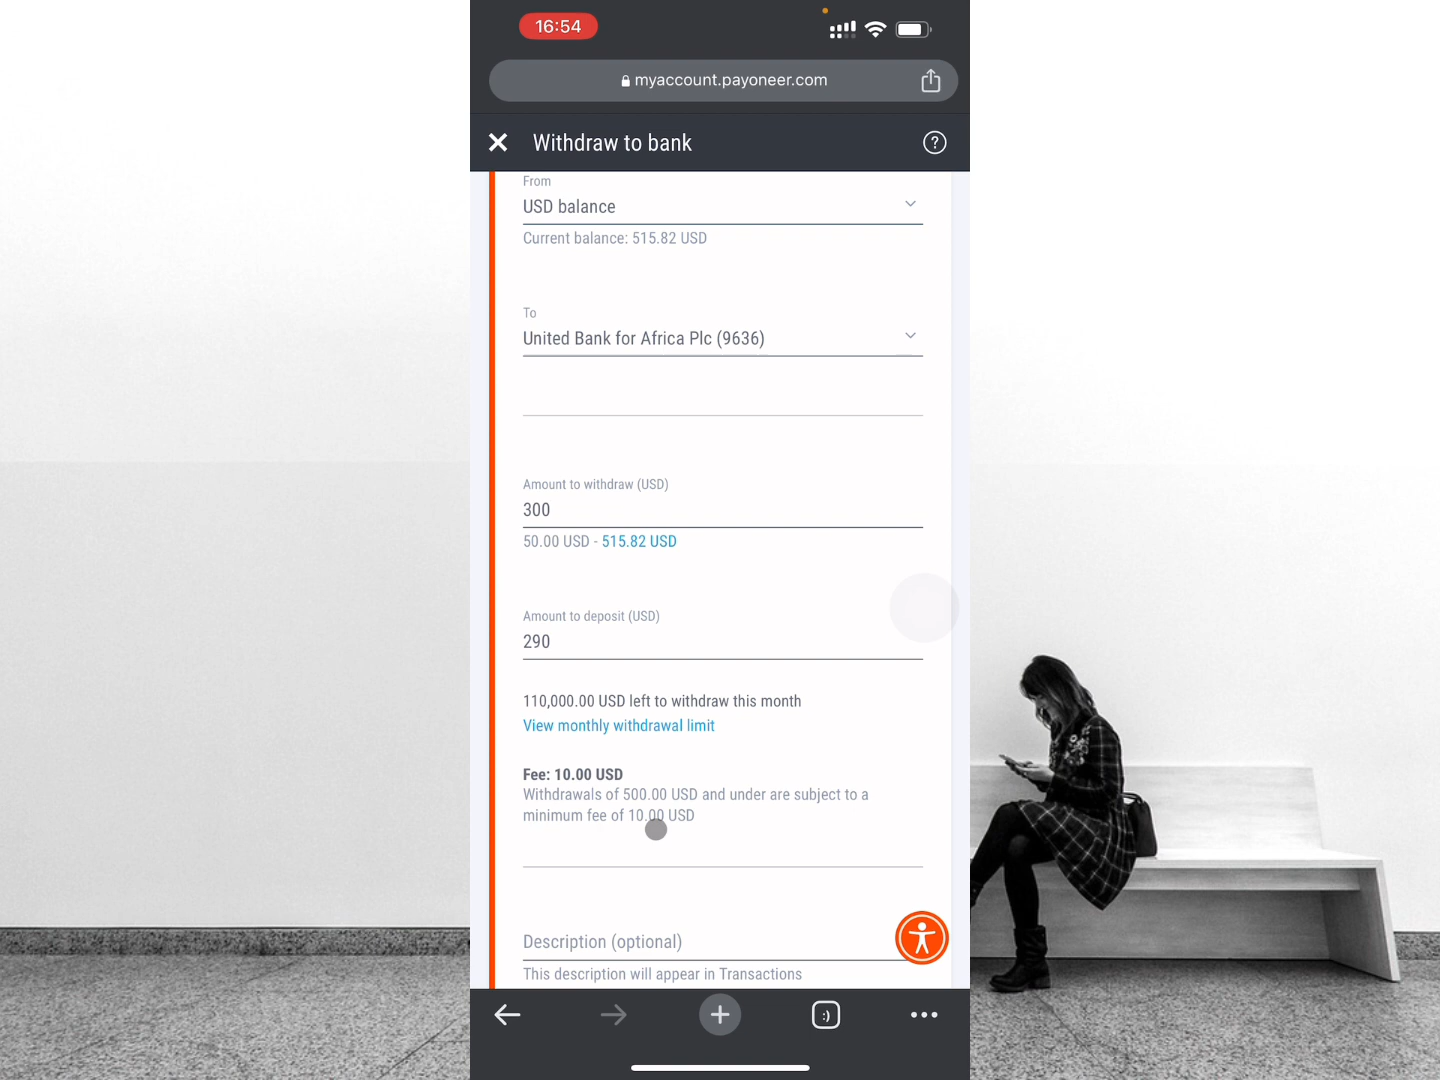 16:54
myaccount.payoneer.com
Withdraw to bank
From
USD balance
Current balance: 515.82 USD
To
United Bank for Africa Plc (9636)
Amount to withdraw (USD)
300
50.00 USD - 515.82 USD
Amount to deposit (USD)
290
110,000.00 USD left to withdraw this month
View monthly withdrawal limit
Fee: 10.00 USD
Withdrawals of 500.00 USD and under are subject to a
minimum fee of 10.00 USD
Description (optional)
This description will appear in Transactions
:)